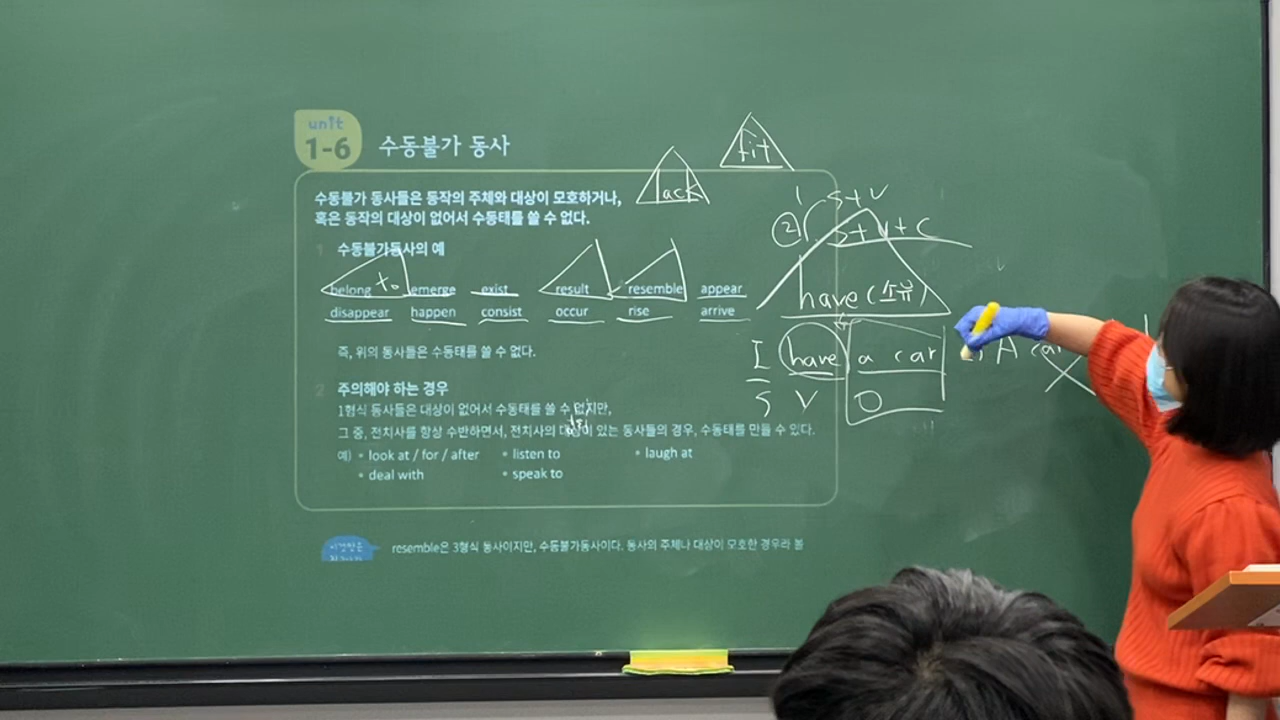 unit
1-6 수동불가 동사
수동불가 동사들은 동작의 주체와 대상이 모호하거나,
혹은 동작의 대상이 없어서 수동태를 쓸 수 없다.
1 수동불가동사의 예
belong to emerge exist result resemble appear
disappear happen consist occur rise arrive
즉, 위의 동사들은 수동태를 쓸 수 없다.
2 주의해야 하는 경우
1형식 동사들은 대상이 없어서 수동태를 쓸 수 없지만,
그 중, 전치사를 항상 수반하면서, 전치사의 대상이 있는 동사들의 경우, 수동태를 만들 수 있다.
예) • look at / for / after • listen to • laugh at
• deal with • speak to
resemble은 3형식 동사이지만, 수동불가동사이다. 동사의 주체나 대상이 모호한 경우라 볼
lack
fit
1 S+V
② S+V+C
have (소유)
I have a car
A car
S V O